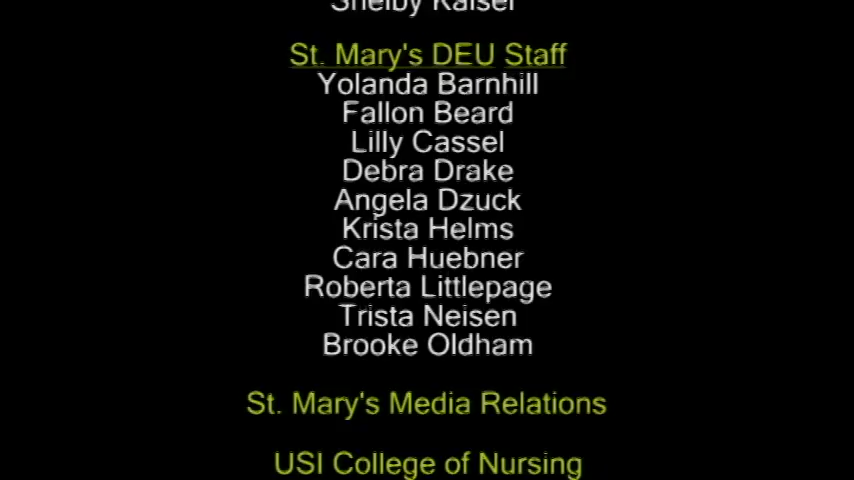 Shelby Kaiser
St. Mary's DEU Staff
Yolanda Barnhill
Fallon Beard
Lilly Cassel
Debra Drake
Angela Dzuck
Krista Helms
Cara Huebner
Roberta Littlepage
Trista Neisen
Brooke Oldham
St. Mary's Media Relations
USI College of Nursing